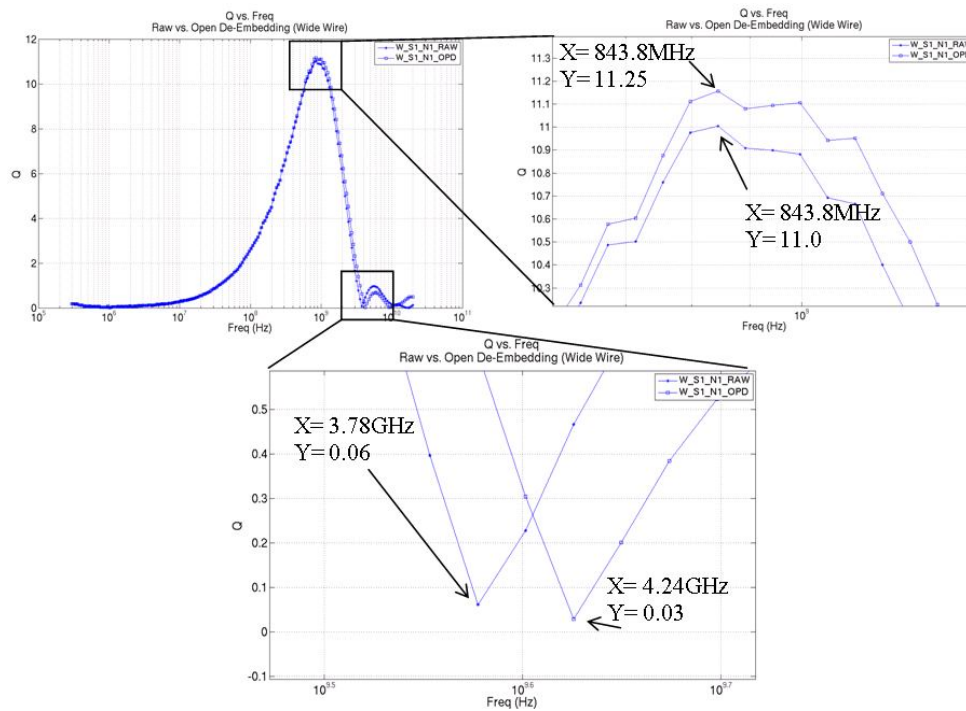 Q vs. Freq
Raw vs. Open De-Embedding (Wide Wire)
12
10
8
6
4
2
0
Q
10^5
10^6
10^7
10^8
10^9
10^10
10^11
Freq (Hz)
W_S1_N1_RAW
W_S1_N1_OPD
Q vs. Freq
Raw vs. Open De-Embedding (Wide Wire)
11.3
11.2
11.1
11
10.9
10.8
10.7
10.6
10.5
10.4
10.3
Q
10^9
Freq (Hz)
W_S1_N1_RAW
W_S1_N1_OPD
X= 843.8MHz
Y= 11.25
X= 843.8MHz
Y= 11.0
Q vs. Freq
Raw vs. Open De-Embedding (Wide Wire)
0.5
0.4
0.3
0.2
0.1
0
-0.1
Q
10^9.5
10^9.6
10^9.7
Freq (Hz)
W_S1_N1_RAW
W_S1_N1_OPD
X= 3.78GHz
Y= 0.06
X= 4.24GHz
Y= 0.03